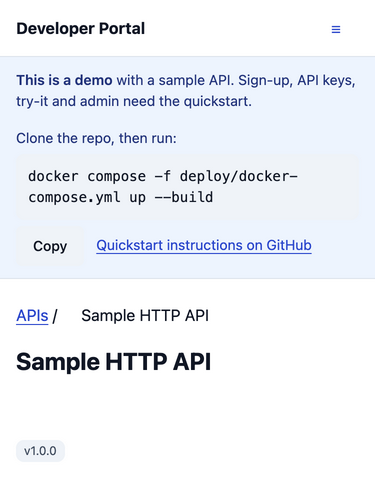 Developer Portal
This is a demo with a sample API. Sign-up, API keys,
try-it and admin need the quickstart.
Clone the repo, then run:
docker compose -f deploy/docker-
compose.yml up --build
Copy
Quickstart instructions on GitHub
APIs / Sample HTTP API
Sample HTTP API
v1.0.0